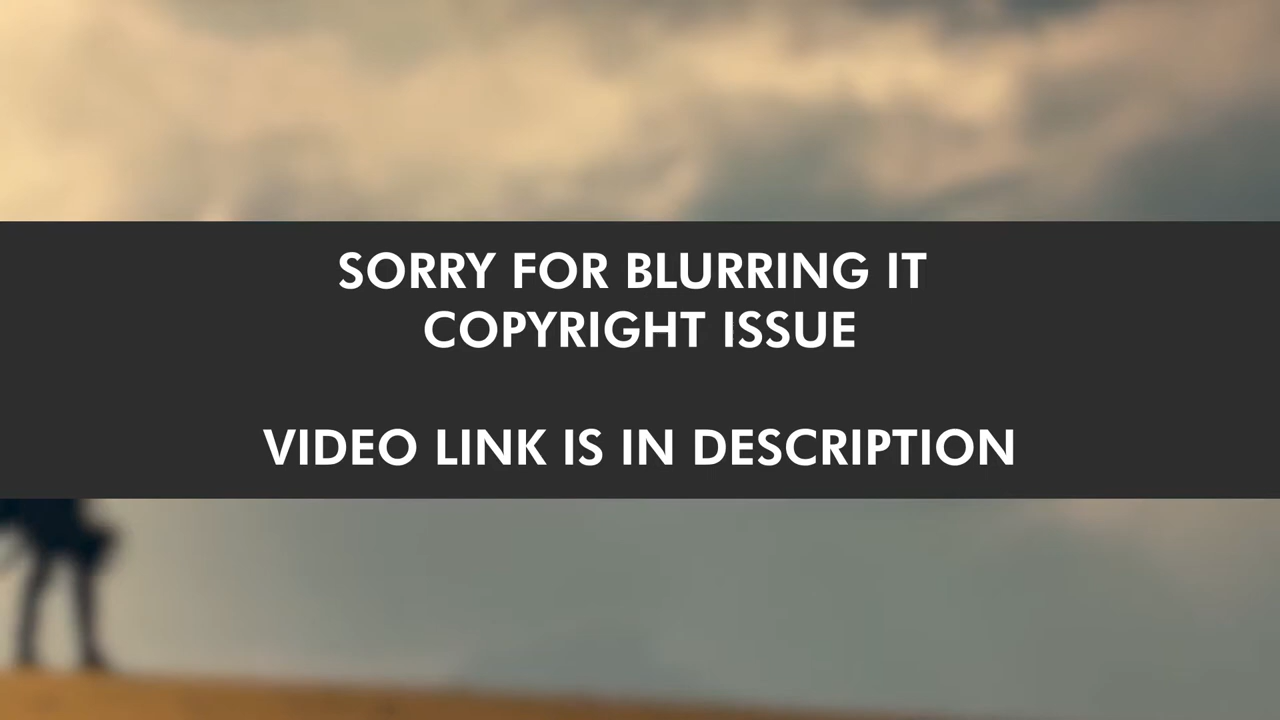 SORRY FOR BLURRING IT
COPYRIGHT ISSUE
VIDEO LINK IS IN DESCRIPTION